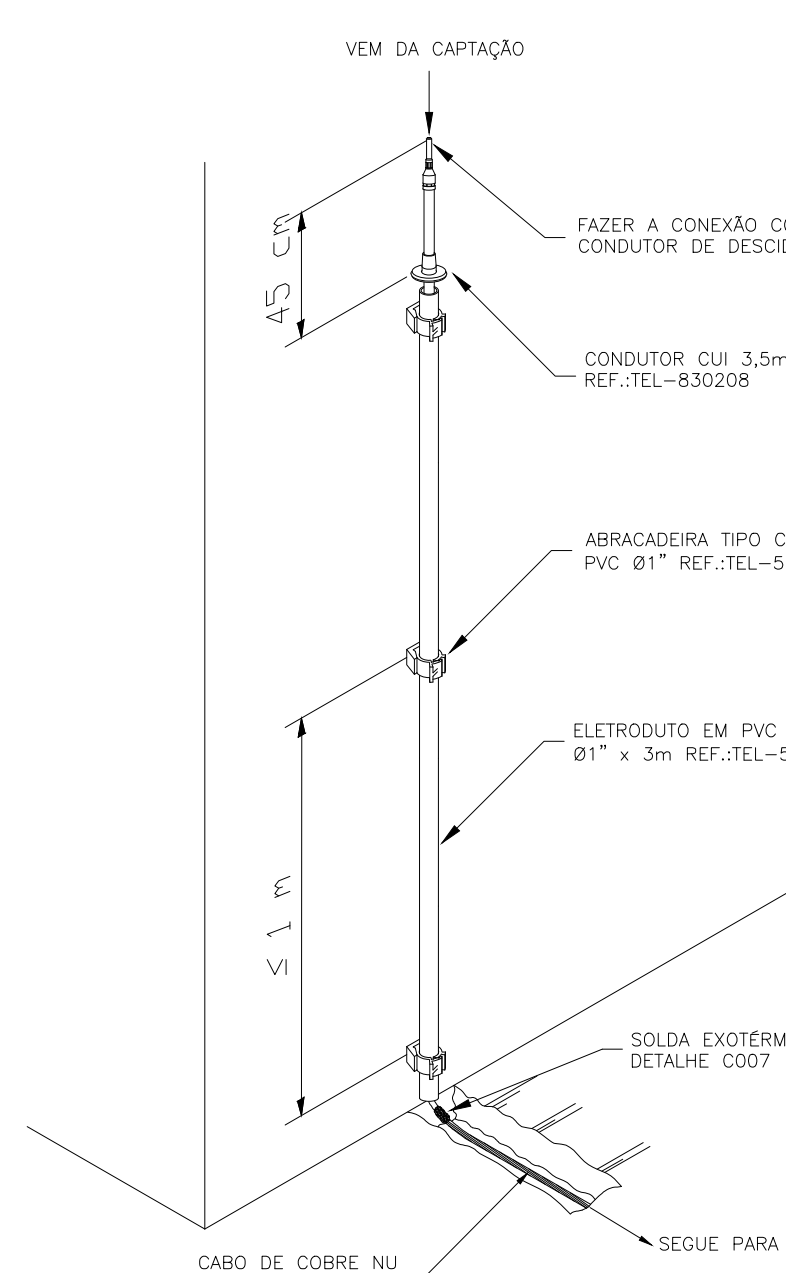 VEM DA CAPTAÇÃO
45 cm
FAZER A CONEXÃO
CONDUTOR DE
CONDUTOR CUI 3,5m
REF.:TEL-830208
ABRACADEIRA TIPO
PVC Ø1" REF.:TEL-5
ELETRODUTO EM PVC
Ø1" x 3m REF.:TEL-5
≤ 1 m
SOLDA
DETALHE C007
SEGUE PARA
CABO DE COBRE NU